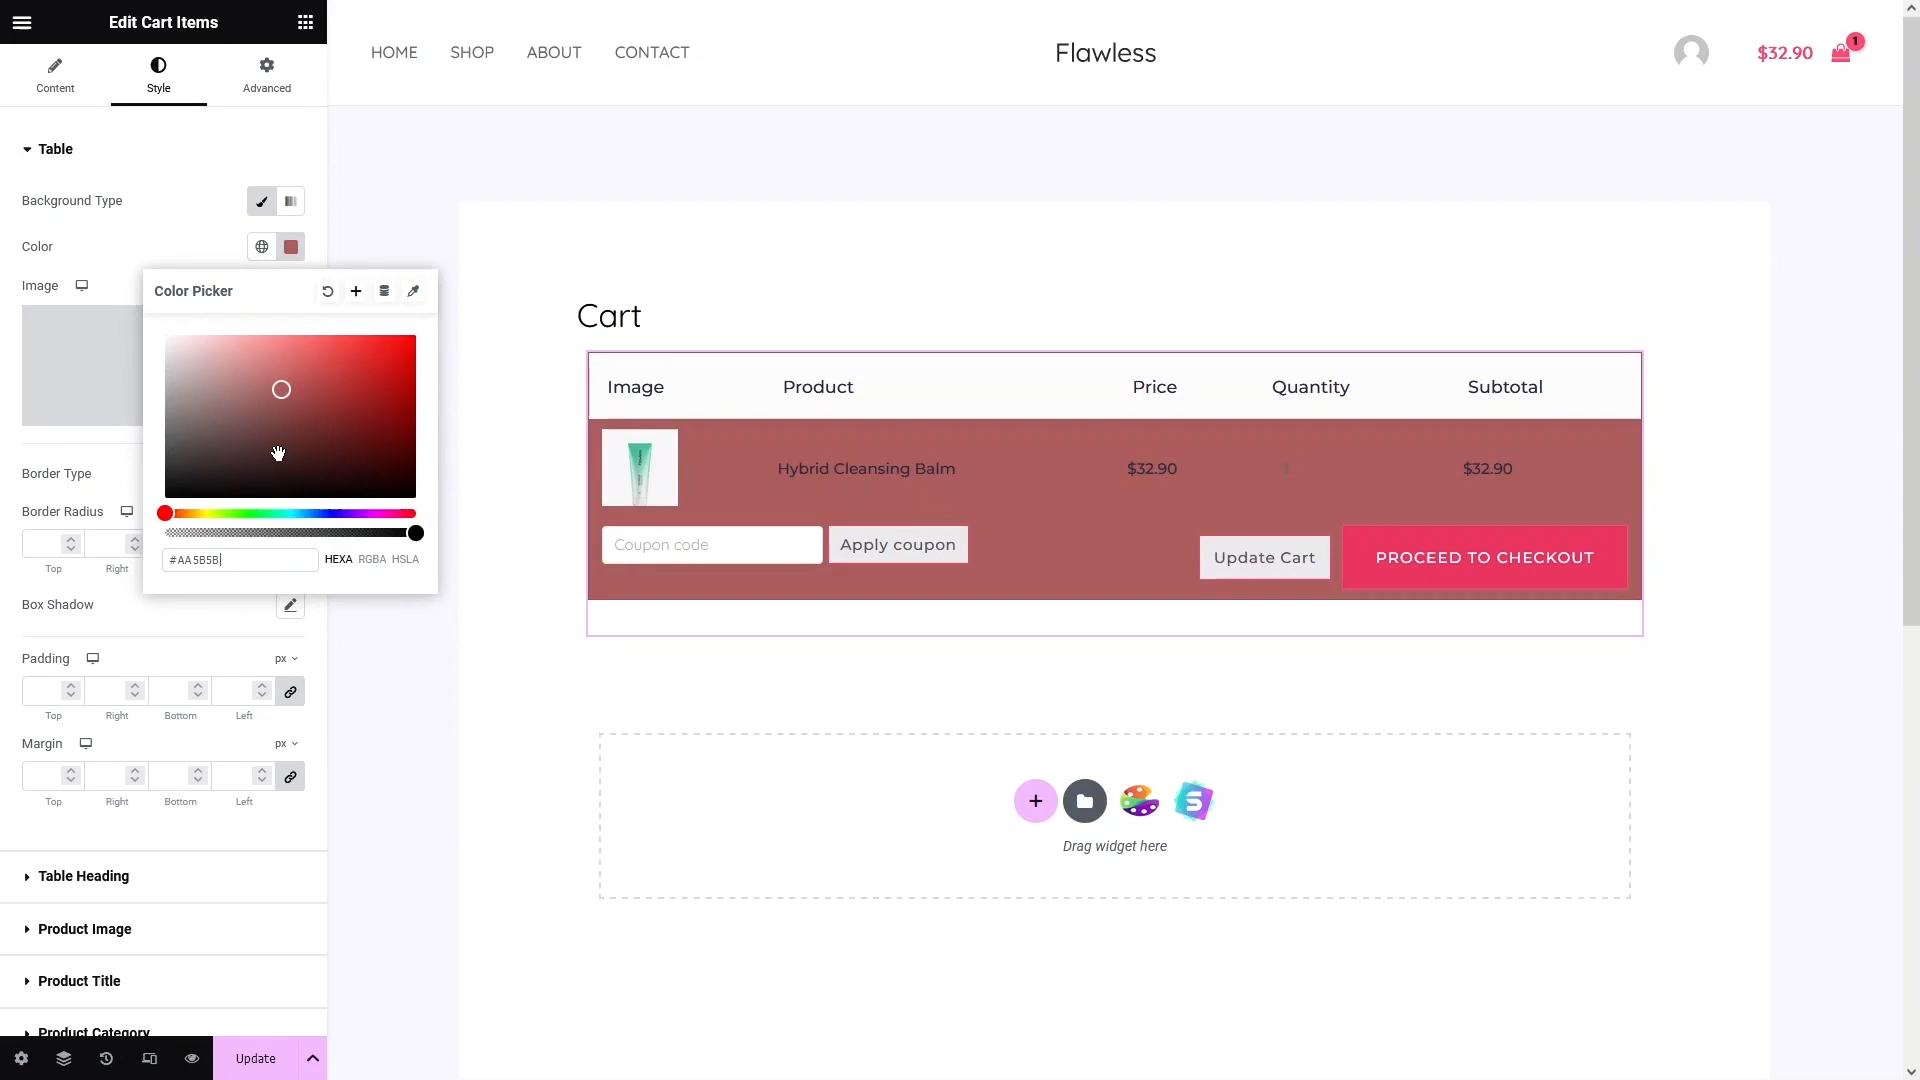 Edit Cart Items
Content
Style
Advanced
Table
Background Type
Color
Image
Color Picker
#AA5B5B
HEXA RGBA HSLA
Border Type
Border Radius
Top Right
Box Shadow
Padding px
Top Right Bottom Left
Margin px
Top Right Bottom Left
Table Heading
Product Image
Product Title
Product Category
Update
HOME SHOP ABOUT CONTACT
Flawless
$32.90
1
Cart
Image Product Price Quantity Subtotal
Hybrid Cleansing Balm $32.90 $32.90
Coupon code
Apply coupon
Update Cart
PROCEED TO CHECKOUT
S
Drag widget here